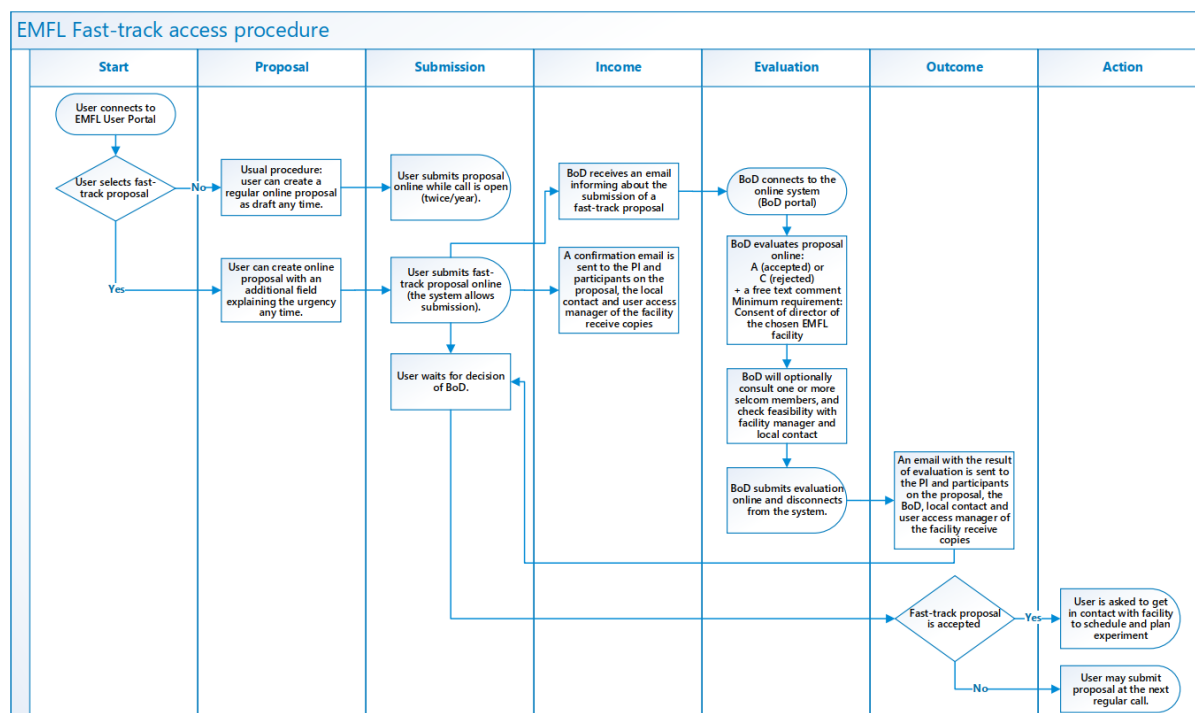 EMFL Fast-track access procedure
Start
Proposal
Submission
Income
Evaluation
Outcome
Action
User connects to
EMFL User Portal
User selects fast-
track proposal
No
Usual procedure:
user can create a
regular online proposal
as draft any time.
User submits proposal
online while call is open
(twice/year).
BoD receives an email
informing about the
submission of a
fast-track proposal
BoD connects to the
online system
(BoD portal)
Yes
User can create online
proposal with an
additional field
explaining the urgency
any time.
User submits fast-
track proposal online
(the system allows
submission).
A confirmation email is
sent to the PI and
participants on the
proposal, the local
contact and user access
manager of the facility
receive copies
BoD evaluates proposal
online:
A (accepted) or
C (rejected)
+ a free text comment
Minimum requirement:
Consent of director of
the chosen EMFL
facility
User waits for decision
of BoD.
BoD will optionally
consult one or more
selcom members, and
check feasibility with
facility manager and
local contact
BoD submits evaluation
online and disconnects
from the system.
An email with the result
of evaluation is sent to
the PI and participants
on the proposal, the
BoD, local contact and
user access manager of
the facility receive
copies
Fast-track proposal
is accepted
Yes
User is asked to get
in contact with facility
to schedule and plan
experiment
No
User may submit
proposal at the next
regular call.